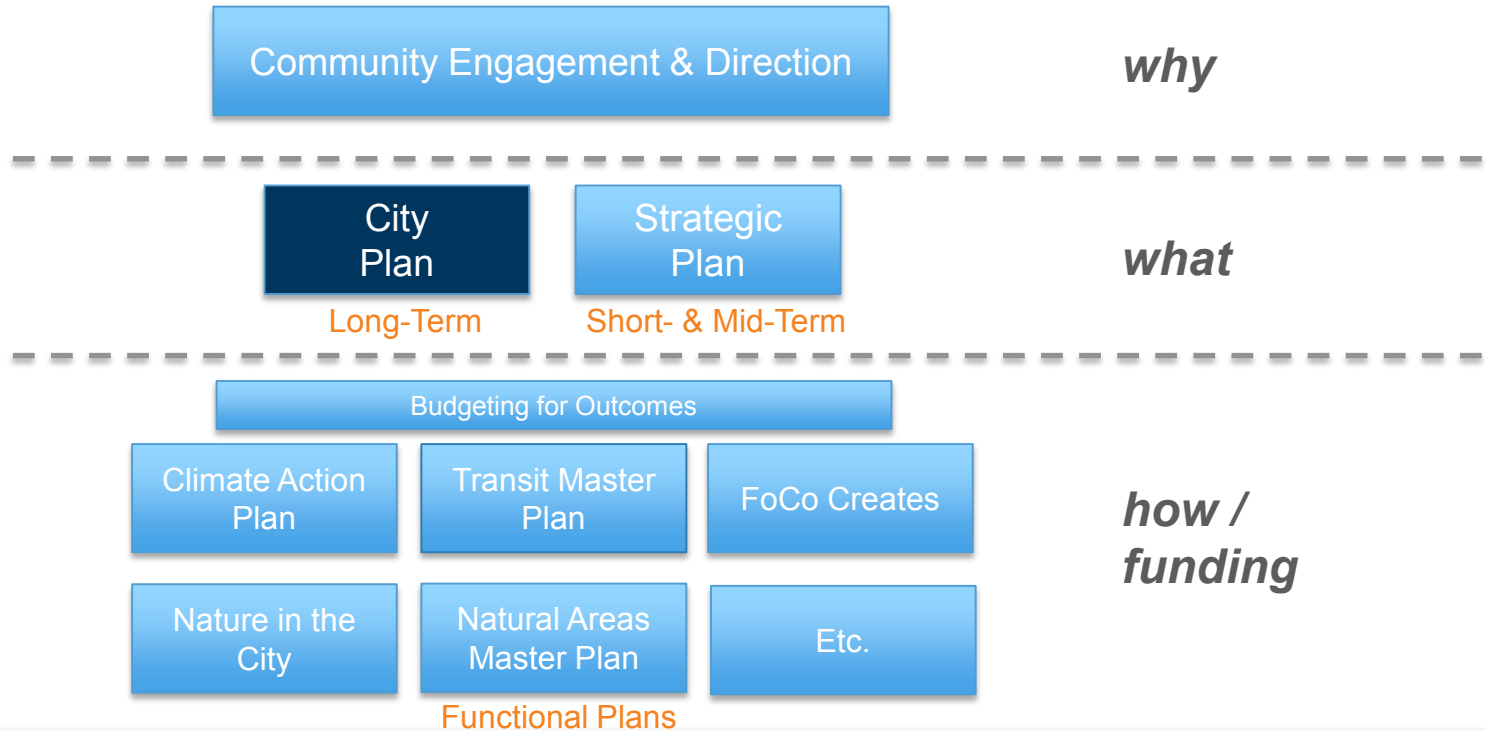 Community Engagement & Direction
why
City
Plan
Strategic
Plan
what
Long-Term
Short- & Mid-Term
Budgeting for Outcomes
Climate Action
Plan
Transit Master
Plan
FoCo Creates
how /
funding
Nature in the
City
Natural Areas
Master Plan
Etc.
Functional Plans